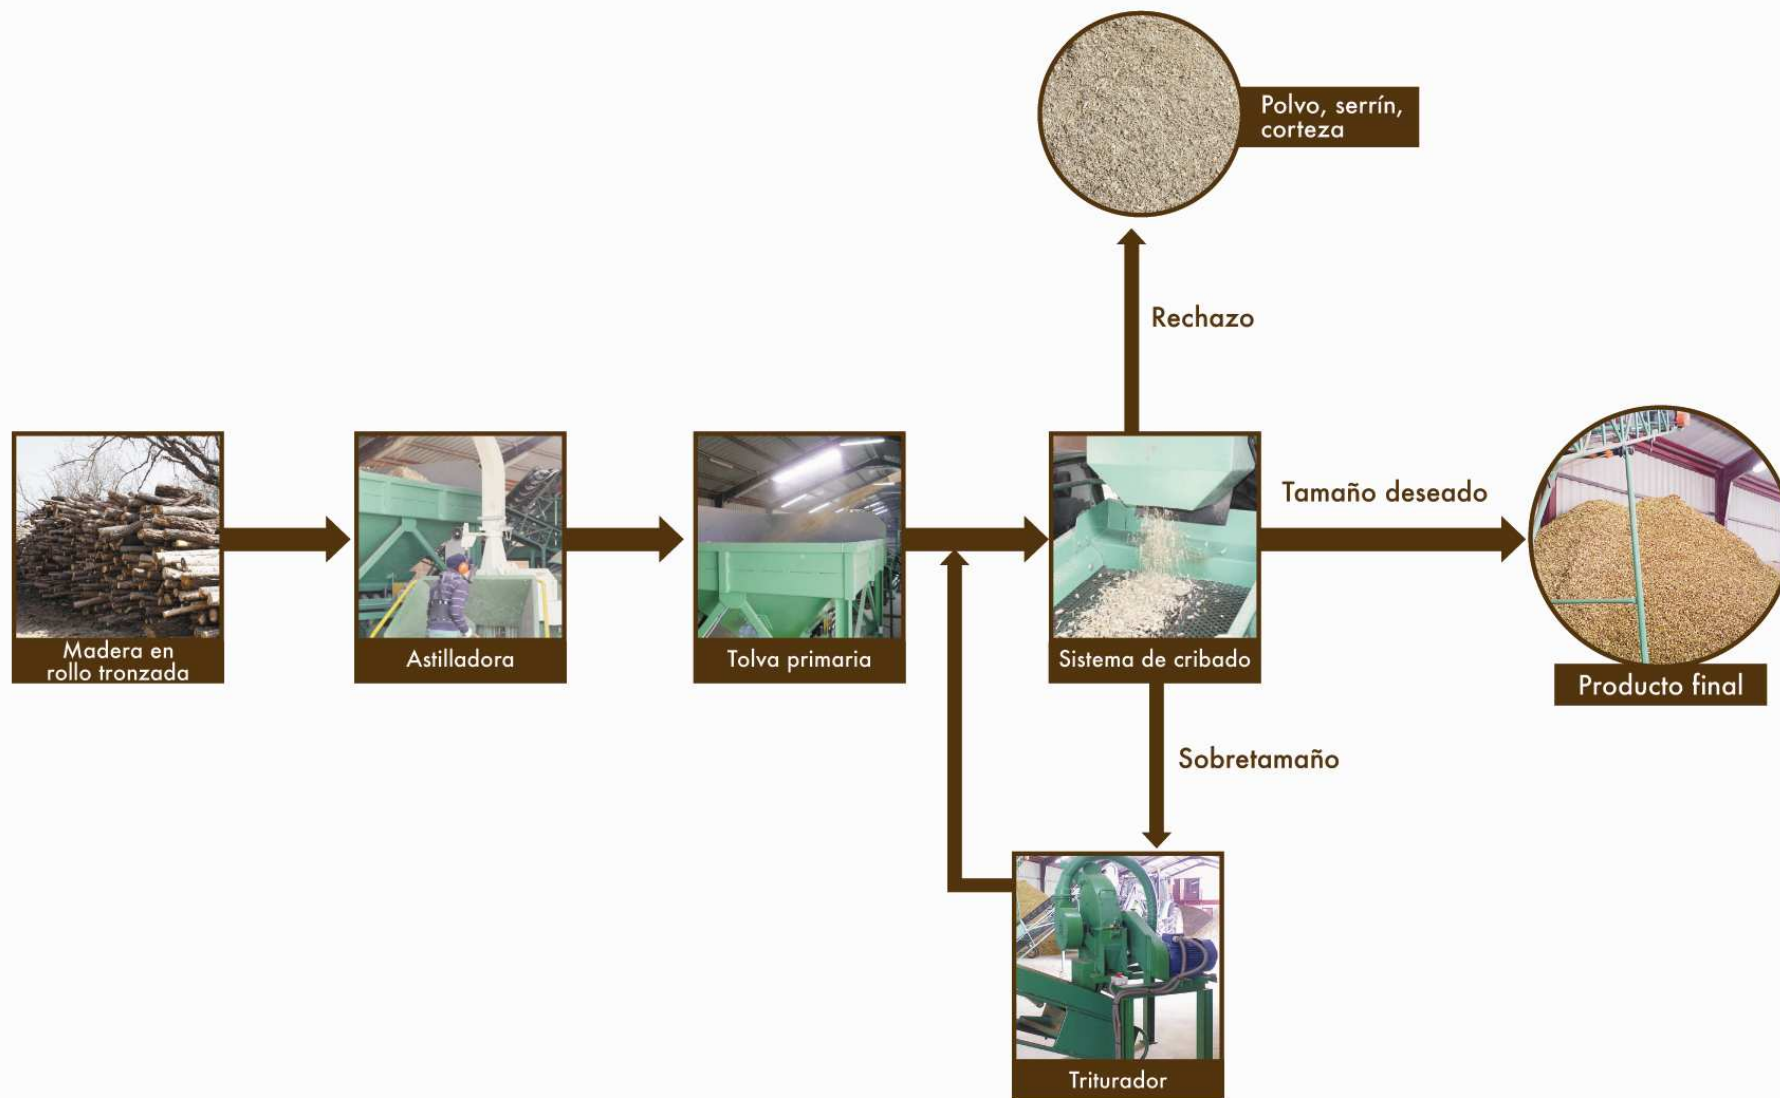 Polvo, serrín,
corteza
Rechazo
Tamaño deseado
Madera en
rollo tronzada
Astilladora
Tolva primaria
Sistema de cribado
Producto final
Sobretamaño
Triturador